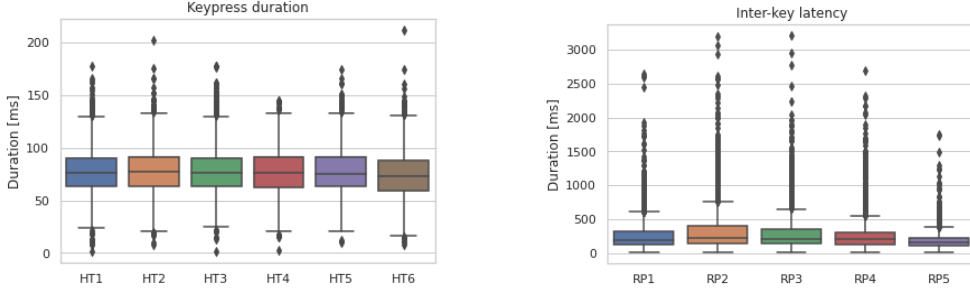 Keypress duration
Duration [ms]
200
150
100
50
0
HT1 HT2 HT3 HT4 HT5 HT6
Inter-key latency
Duration [ms]
3000
2500
2000
1500
1000
500
0
RP1 RP2 RP3 RP4 RP5